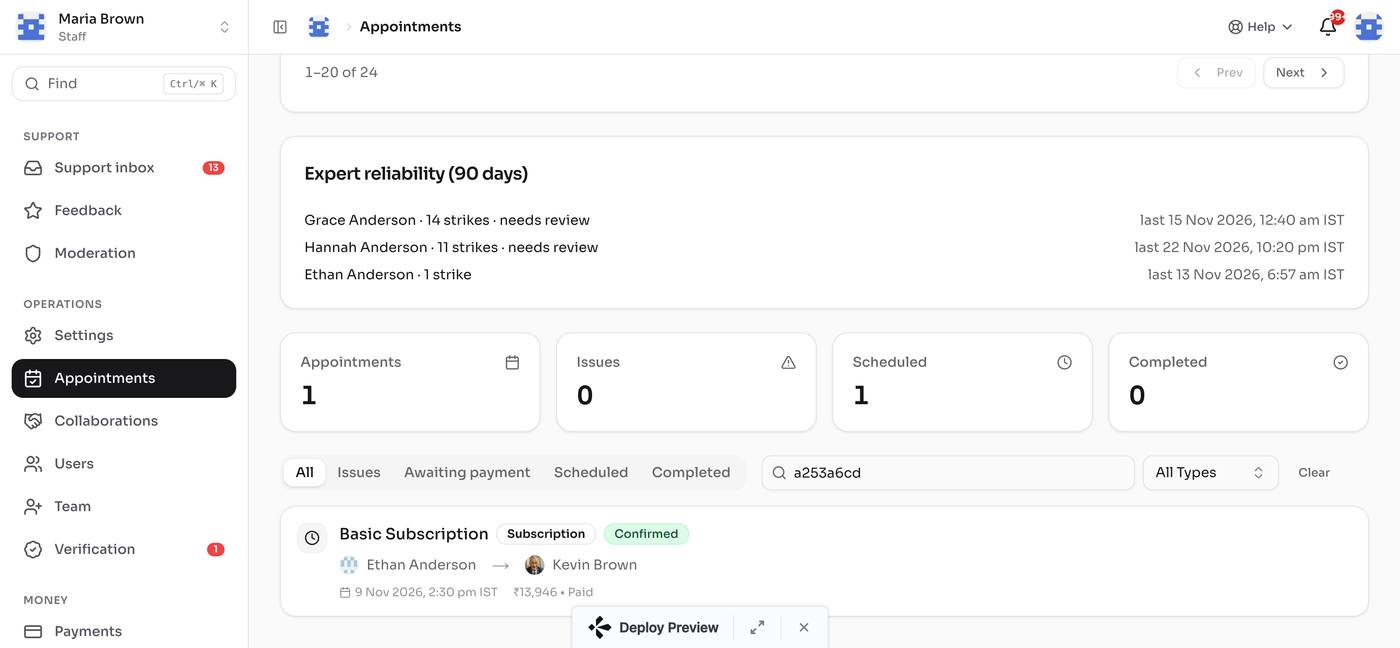 Maria Brown
Staff
Appointments
Help
99+
Find
Ctrl/⌘ K
1–20 of 24
Prev
Next
SUPPORT
Support inbox
13
Feedback
Moderation
OPERATIONS
Settings
Appointments
Collaborations
Users
Team
Verification
1
MONEY
Payments
Expert reliability (90 days)
Grace Anderson · 14 strikes · needs review
last 15 Nov 2026, 12:40 am IST
Hannah Anderson · 11 strikes · needs review
last 22 Nov 2026, 10:20 pm IST
Ethan Anderson · 1 strike
last 13 Nov 2026, 6:57 am IST
Appointments
1
Issues
0
Scheduled
1
Completed
0
All
Issues
Awaiting payment
Scheduled
Completed
a253a6cd
All Types
Clear
Basic Subscription
Subscription
Confirmed
Ethan Anderson → Kevin Brown
9 Nov 2026, 2:30 pm IST
₹13,946 • Paid
Deploy Preview